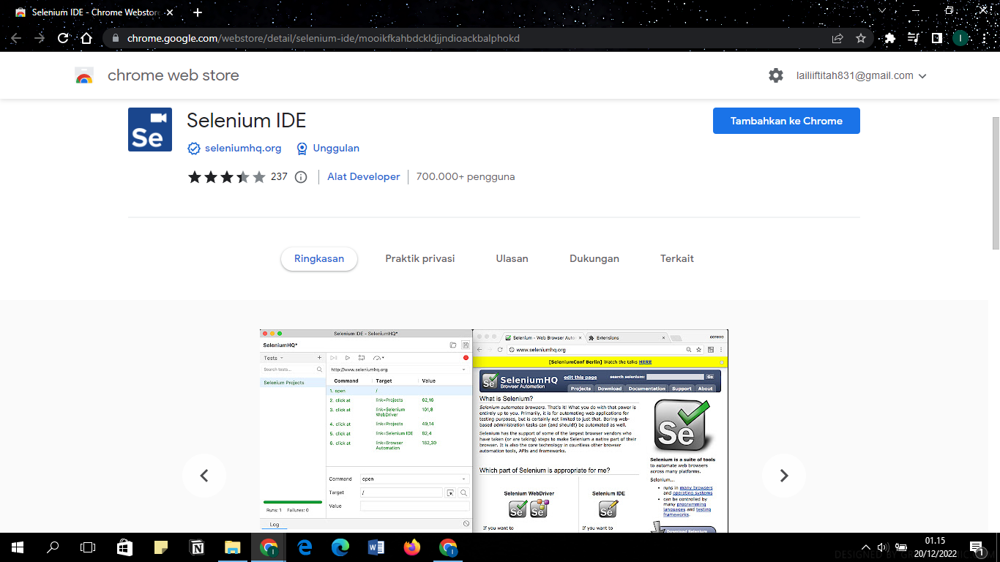 Selenium IDE - Chrome Webstore
chrome.google.com/webstore/detail/selenium-ide/mooikfkahbdckldjjndioackbalphokd
I
chrome web store
lailiiftitah831@gmail.com
Se
Selenium IDE
Tambahkan ke Chrome
seleniumhq.org
Unggulan
237
Alat Developer
700.000+ pengguna
Ringkasan
Praktik privasi
Ulasan
Dukungan
Terkait
Selenium IDE - SeleniumHQ*
SeleniumHQ*
Tests
Search tests...
Selenium Projects
http://www.seleniumhq.org
Command Target Value
1. open /
2. click at link=Projects 62,16
3. click at link=Selenium WebDriver 101,8
4. click at link=Projects 49,14
5. click at link=Selenium IDE 82,4
6. click at link=Browser Automation 182,30
Command open
Target /
Value
Runs: 1 Failures: 0
Log
Selenium - Web Browser Auto
Extensions
corevo
www.seleniumhq.org
[SeleniumConf Berlin] Watch the talks HERE
SeleniumHQ
Browser Automation
edit this page
search selenium:
Go
Projects Download Documentation Support About
What is Selenium?
Selenium automates browsers. That's it! What you do with that power is
entirely up to you. Primarily, it is for automating web applications for
testing purposes, but is certainly not limited to just that. Boring web-
based administration tasks can (and should!) be automated as well.
Selenium has the support of some of the largest browser vendors who
have taken (or are taking) steps to make Selenium a native part of their
browser. It is also the core technology in countless other browser
automation tools, APIs and frameworks.
Which part of Selenium is appropriate for me?
Selenium WebDriver
Selenium IDE
If you want to
If you want to
Se
Selenium is a suite of tools
to automate web browsers
across many platforms.
Selenium...
runs in many browsers
and operating systems
can be controlled by
many programming
languages and testing
frameworks.
Download Selenium
01.15
20/12/2022
1